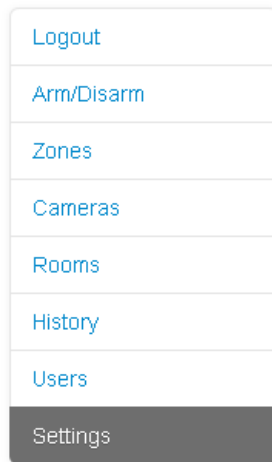 Logout
Arm/Disarm
Zones
Cameras
Rooms
History
Users
Settings